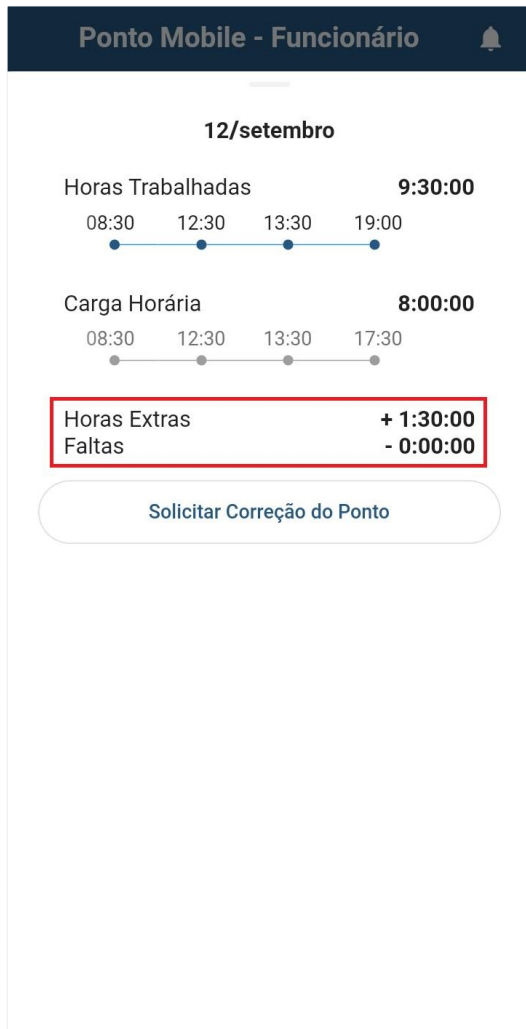 Ponto Mobile - Funcionário
12/setembro
Horas Trabalhadas 9:30:00
08:30 12:30 13:30 19:00
Carga Horária 8:00:00
08:30 12:30 13:30 17:30
Horas Extras + 1:30:00
Faltas - 0:00:00
Solicitar Correção do Ponto